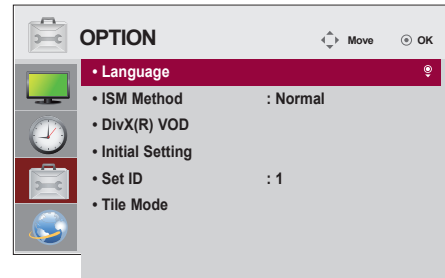 OPTION
Move
OK
• Language
• ISM Method : Normal
• DivX(R) VOD
• Initial Setting
• Set ID : 1
• Tile Mode